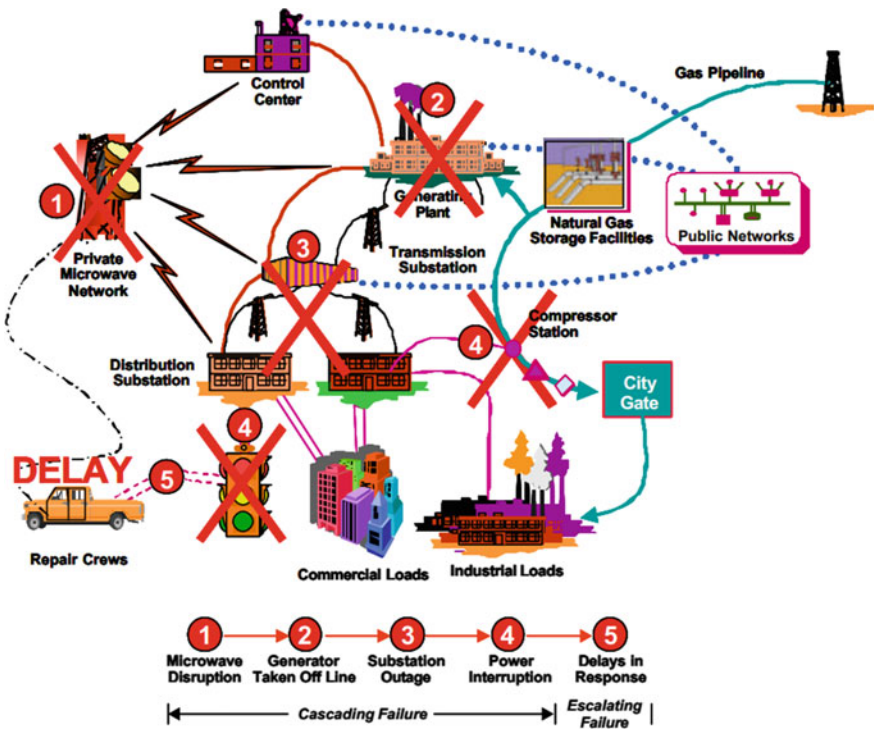 Control
Center
Gas Pipeline
2
1
Generating
Plant
Natural Gas
Storage Facilities
Public Networks
Private
Microwave
Network
3
Transmission
Substation
Compressor
Station
4
Distribution
Substation
City
Gate
4
DELAY
5
Repair Crews
Commercial Loads
Industrial Loads
1
2
3
4
5
Microwave
Disruption
Generator
Taken Off Line
Substation
Outage
Power
Interruption
Delays in
Response
Cascading Failure
Escalating
Failure